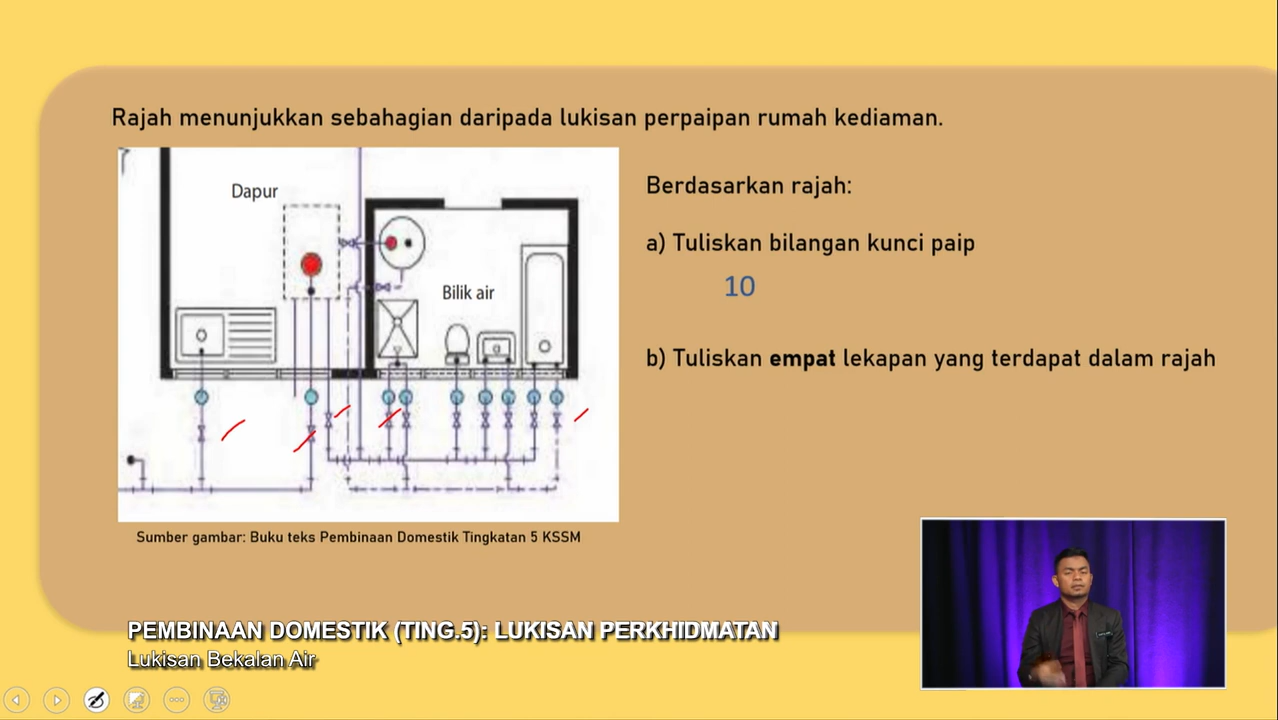 Rajah menunjukkan sebahagian daripada lukisan perpaipan rumah kediaman.
Dapur
Bilik air
Sumber gambar: Buku teks Pembinaan Domestik Tingkatan 5 KSSM
Berdasarkan rajah:
a) Tuliskan bilangan kunci paip
10
b) Tuliskan empat lekapan yang terdapat dalam rajah
PEMBINAAN DOMESTIK (TING.5): LUKISAN PERKHIDMATAN
Lukisan Bekalan Air